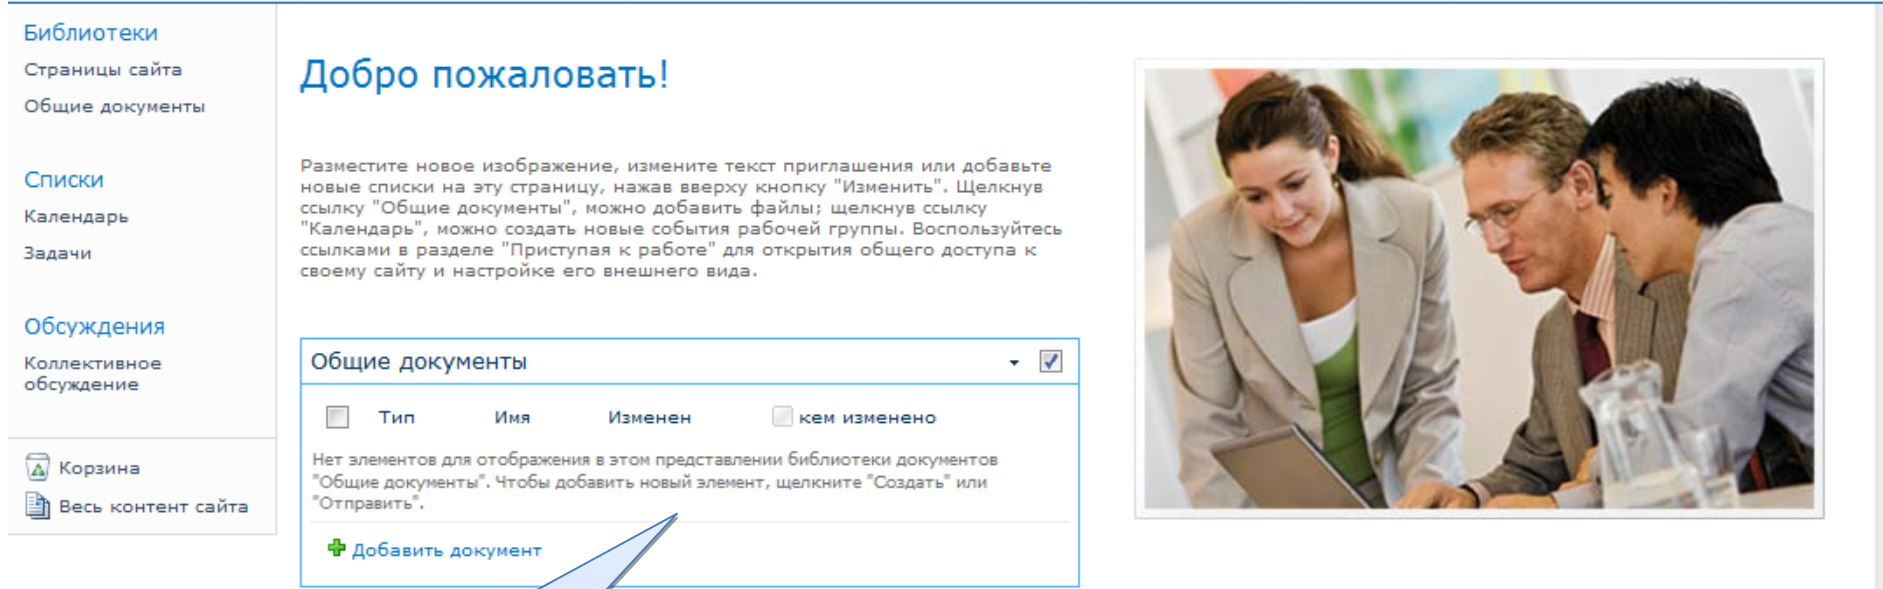 Библиотеки
Страницы сайта
Общие документы
Списки
Календарь
Задачи
Обсуждения
Коллективное
обсуждение
Корзина
Весь контент сайта
Добро пожаловать!
Разместите новое изображение, измените текст приглашения или добавьте
новые списки на эту страницу, нажав вверху кнопку "Изменить". Щелкнув
ссылку "Общие документы", можно добавить файлы; щелкнув ссылку
"Календарь", можно создать новые события рабочей группы. Воспользуйтесь
ссылками в разделе "Приступая к работе" для открытия общего доступа к
своему сайту и настройке его внешнего вида.
Общие документы
Тип Имя Изменен кем изменено
Нет элементов для отображения в этом представлении библиотеки документов
"Общие документы". Чтобы добавить новый элемент, щелкните "Создать" или
"Отправить".
Добавить документ